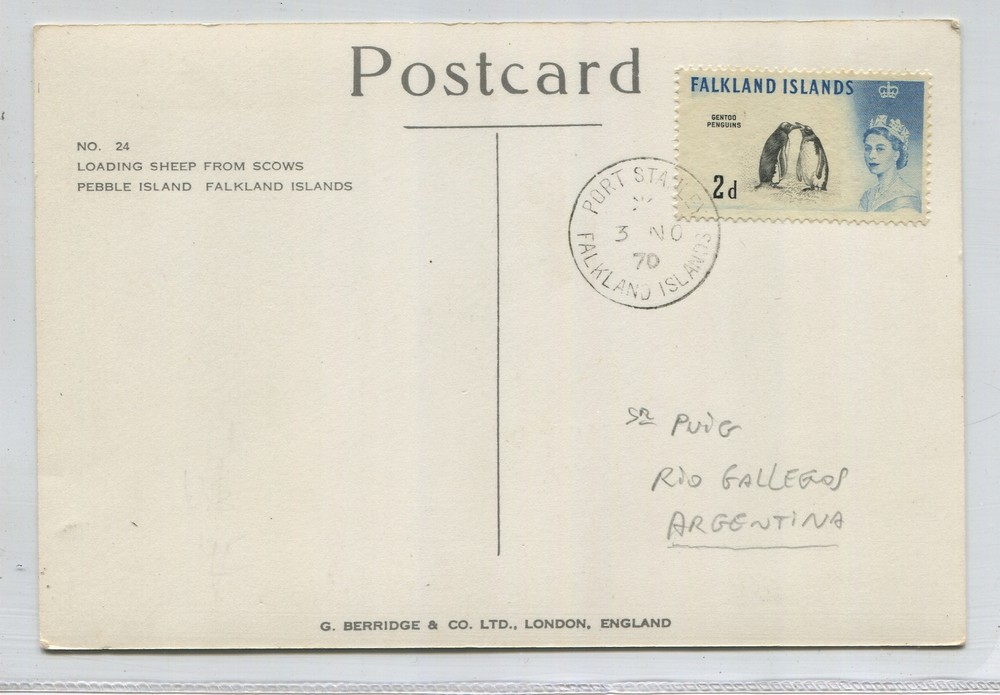 Postcard
NO. 24
LOADING SHEEP FROM SCOWS
PEBBLE ISLAND FALKLAND ISLANDS
FALKLAND ISLANDS
GENTOO
PENGUINS
2d
PORT STANLEY
3 NO
70
FALKLAND ISLANDS
Sr PUIG
RIO GALLEGOS
ARGENTINA
G. BERRIDGE & CO. LTD., LONDON, ENGLAND